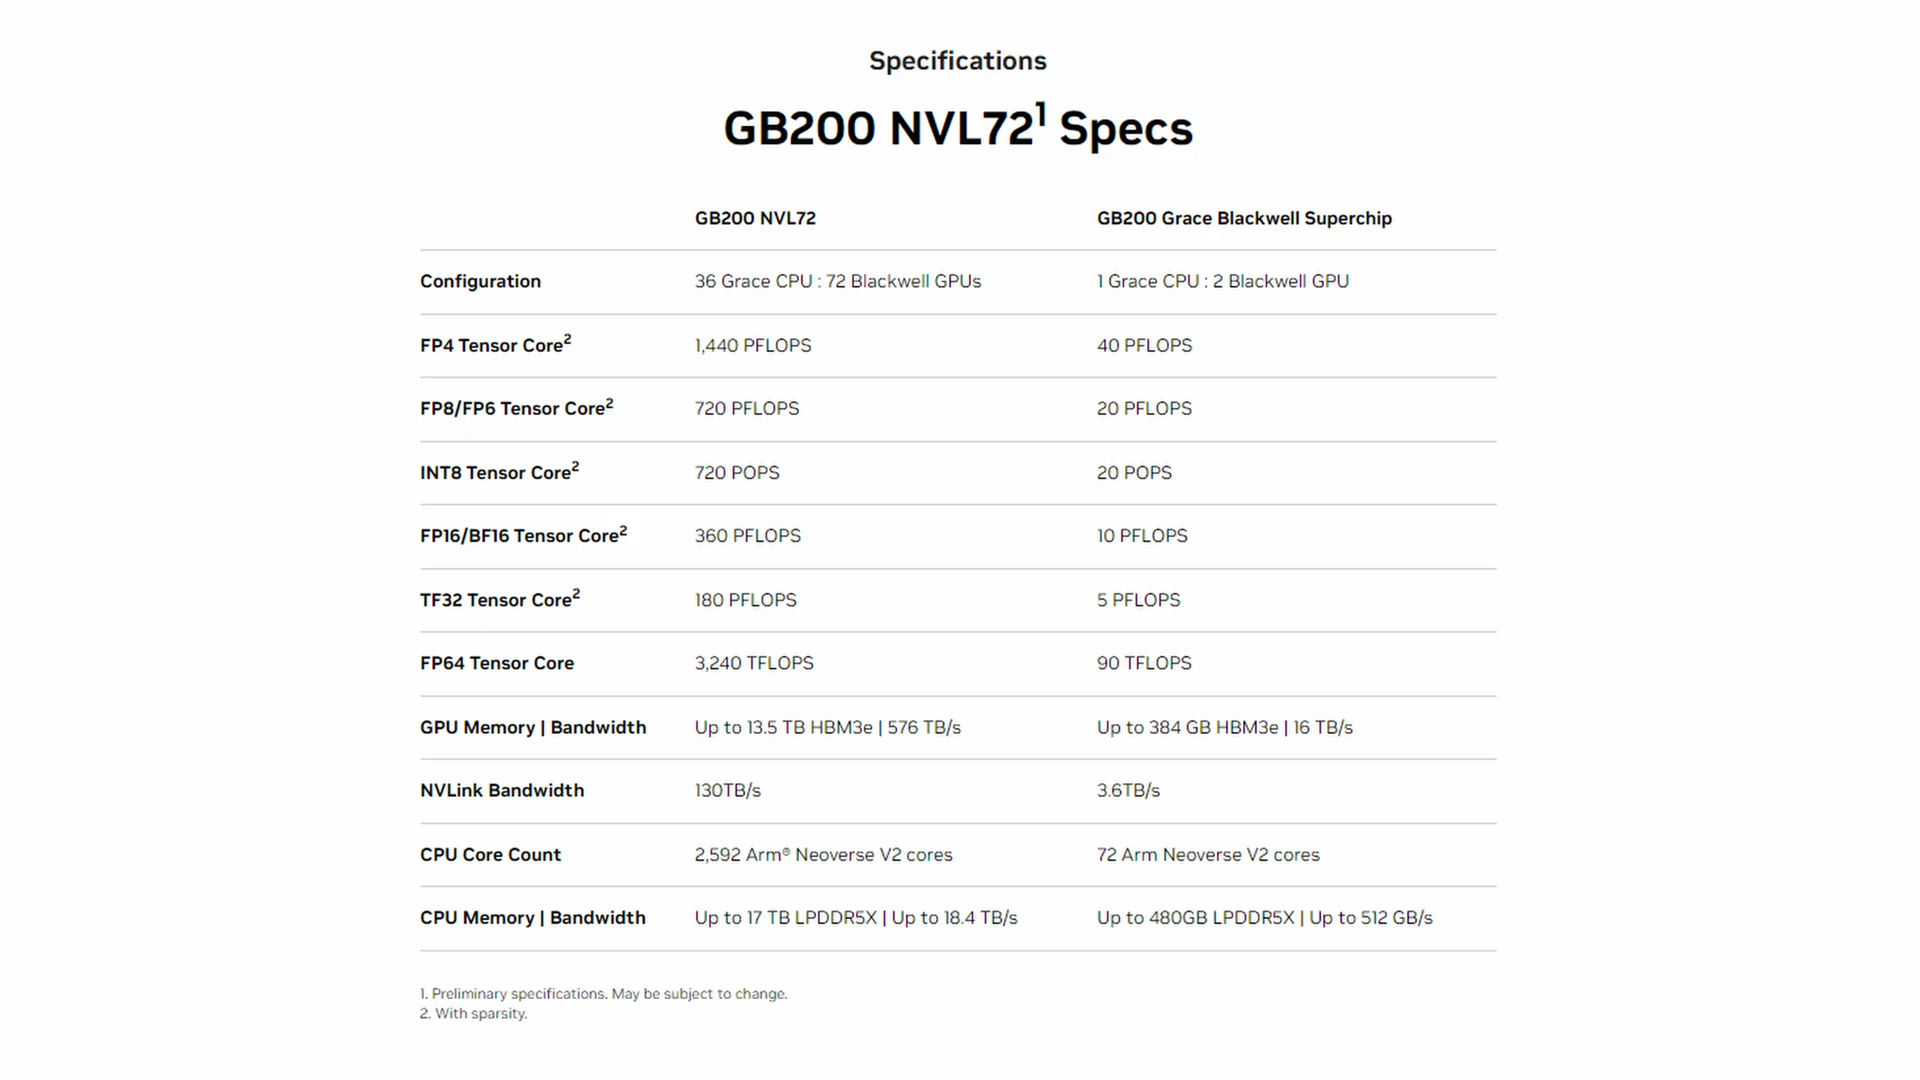 Specifications
GB200 NVL72¹ Specs
GB200 NVL72 GB200 Grace Blackwell Superchip
Configuration 36 Grace CPU : 72 Blackwell GPUs 1 Grace CPU : 2 Blackwell GPU
FP4 Tensor Core² 1,440 PFLOPS 40 PFLOPS
FP8/FP6 Tensor Core² 720 PFLOPS 20 PFLOPS
INT8 Tensor Core² 720 POPS 20 POPS
FP16/BF16 Tensor Core² 360 PFLOPS 10 PFLOPS
TF32 Tensor Core² 180 PFLOPS 5 PFLOPS
FP64 Tensor Core 3,240 TFLOPS 90 TFLOPS
GPU Memory | Bandwidth Up to 13.5 TB HBM3e | 576 TB/s Up to 384 GB HBM3e | 16 TB/s
NVLink Bandwidth 130TB/s 3.6TB/s
CPU Core Count 2,592 Arm® Neoverse V2 cores 72 Arm Neoverse V2 cores
CPU Memory | Bandwidth Up to 17 TB LPDDR5X | Up to 18.4 TB/s Up to 480GB LPDDR5X | Up to 512 GB/s
1. Preliminary specifications. May be subject to change.
2. With sparsity.